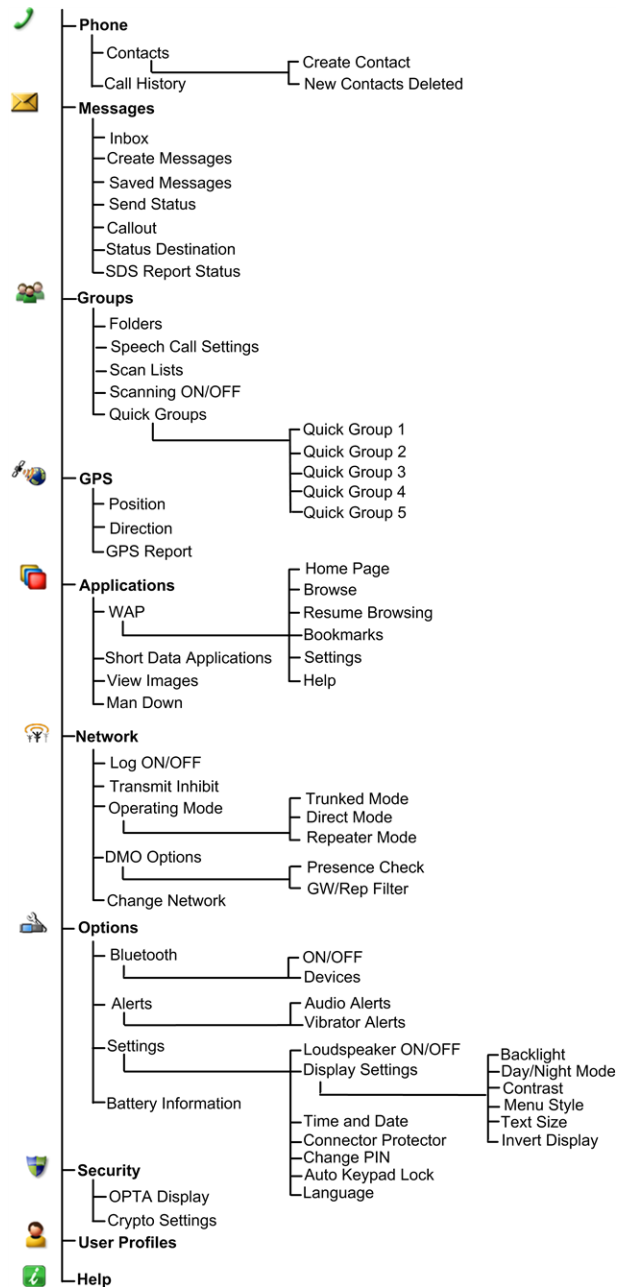 Phone
Contacts
Create Contact
New Contacts Deleted
Call History
Messages
Inbox
Create Messages
Saved Messages
Send Status
Callout
Status Destination
SDS Report Status
Groups
Folders
Speech Call Settings
Scan Lists
Scanning ON/OFF
Quick Groups
Quick Group 1
Quick Group 2
Quick Group 3
Quick Group 4
Quick Group 5
GPS
Position
Direction
GPS Report
Applications
WAP
Home Page
Browse
Resume Browsing
Bookmarks
Settings
Help
Short Data Applications
View Images
Man Down
Network
Log ON/OFF
Transmit Inhibit
Operating Mode
Trunked Mode
Direct Mode
Repeater Mode
DMO Options
Presence Check
GW/Rep Filter
Change Network
Options
Bluetooth
ON/OFF
Devices
Alerts
Audio Alerts
Vibrator Alerts
Settings
Loudspeaker ON/OFF
Display Settings
Backlight
Day/Night Mode
Contrast
Menu Style
Text Size
Invert Display
Time and Date
Connector Protector
Change PIN
Auto Keypad Lock
Language
Battery Information
Security
OPTA Display
Crypto Settings
User Profiles
Help